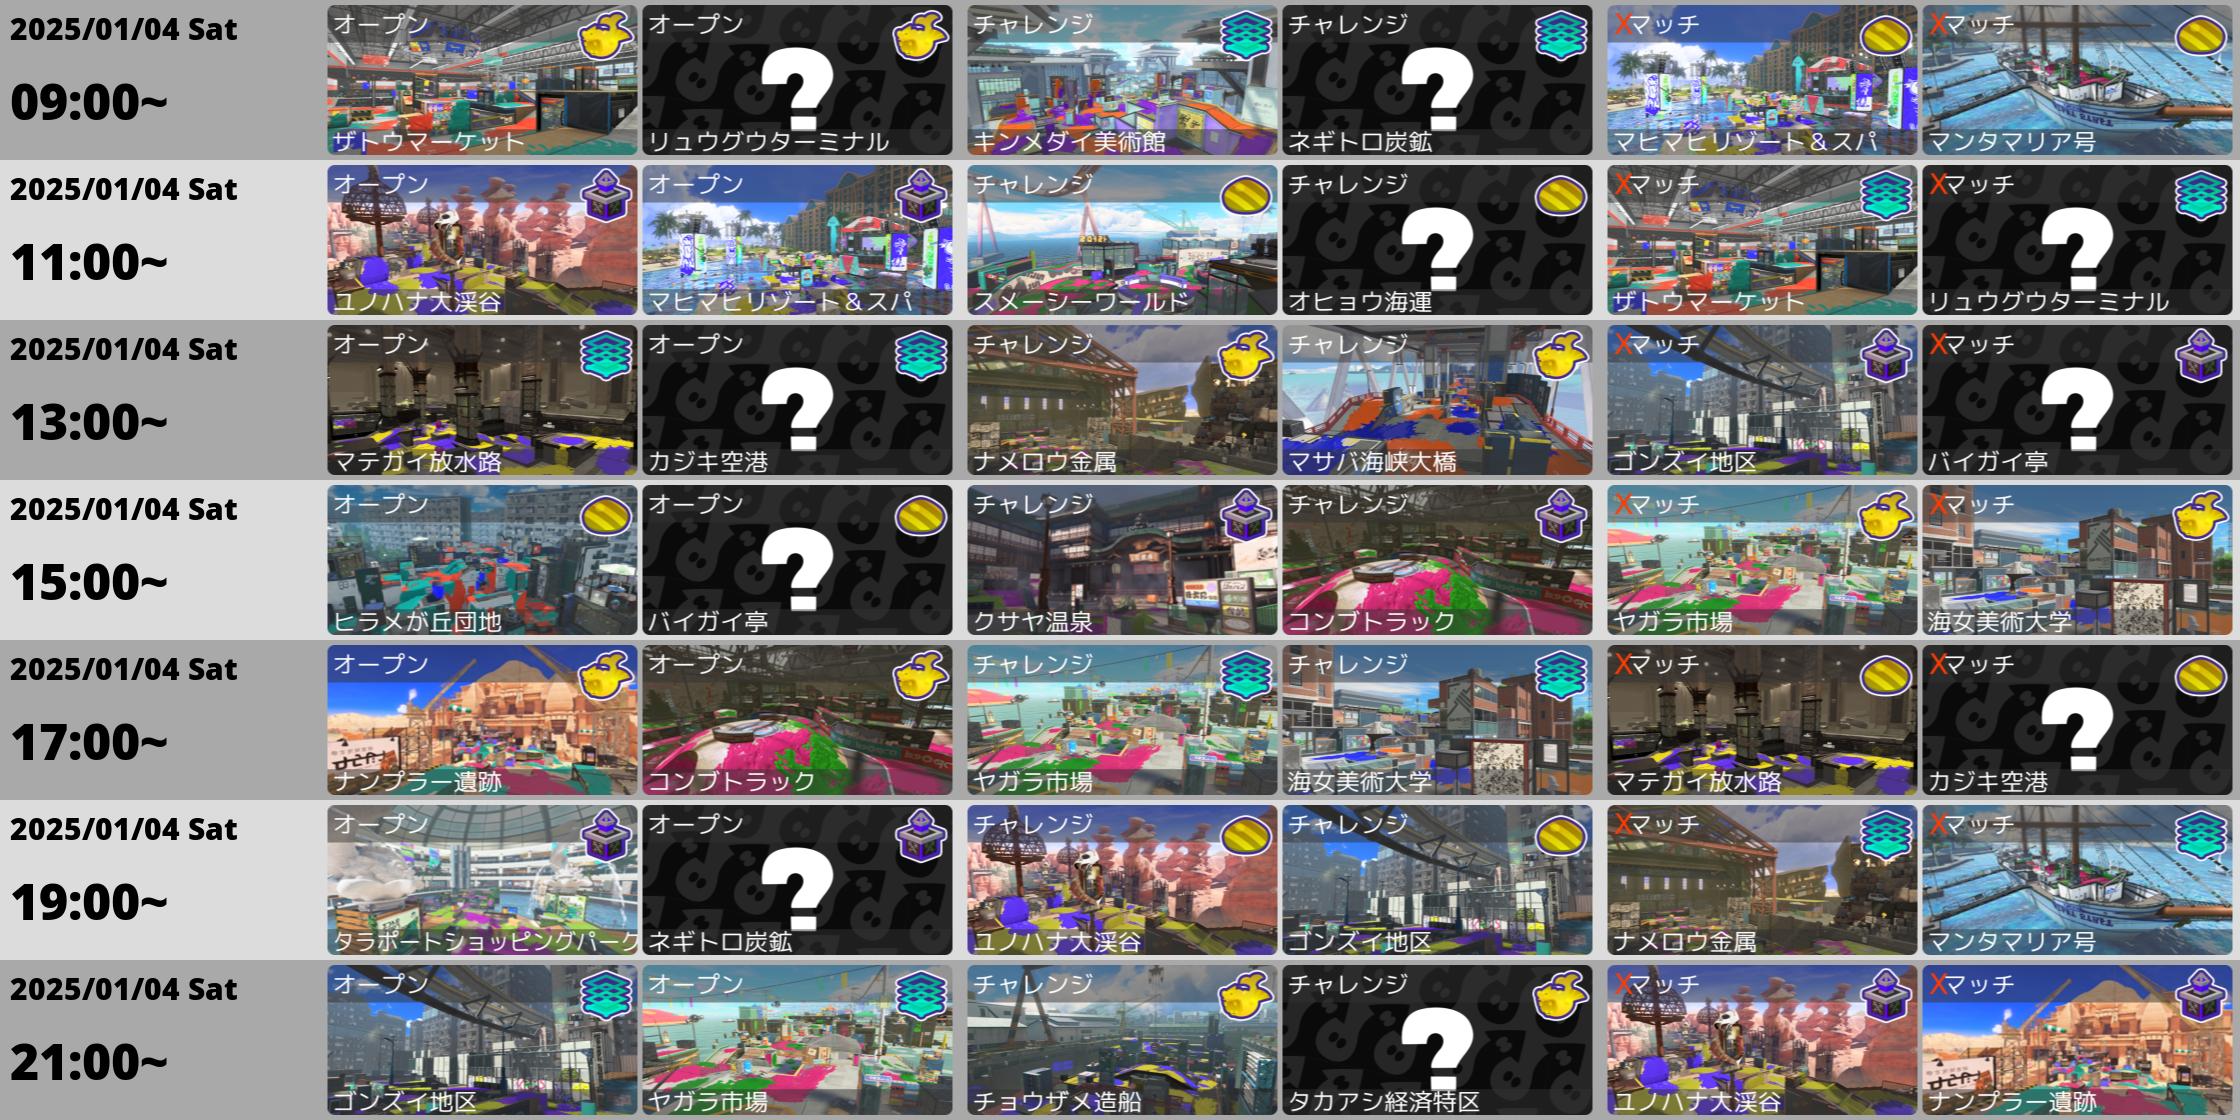 2025/01/04 Sat
09:00~
オープン
ザトウマーケット
オープン
リュウグウターミナル
チャレンジ
キンメダイ美術館
チャレンジ
ネギトロ炭鉱
Xマッチ
マヒマヒリゾート＆スパ
Xマッチ
マンタマリア号
2025/01/04 Sat
11:00~
オープン
ユノハナ大渓谷
オープン
マヒマヒリゾート＆スパ
チャレンジ
スメーシーワールド
チャレンジ
オヒョウ海運
Xマッチ
ザトウマーケット
Xマッチ
リュウグウターミナル
2025/01/04 Sat
13:00~
オープン
マテガイ放水路
オープン
カジキ空港
チャレンジ
ナメロウ金属
チャレンジ
マサバ海峡大橋
Xマッチ
ゴンズイ地区
Xマッチ
バイガイ亭
2025/01/04 Sat
15:00~
オープン
ヒラメが丘団地
オープン
バイガイ亭
チャレンジ
クサヤ温泉
チャレンジ
コンブトラック
Xマッチ
ヤガラ市場
Xマッチ
海女美術大学
2025/01/04 Sat
17:00~
オープン
ナンプラー遺跡
オープン
コンブトラック
チャレンジ
ヤガラ市場
チャレンジ
海女美術大学
Xマッチ
マテガイ放水路
Xマッチ
カジキ空港
2025/01/04 Sat
19:00~
オープン
タラポートショッピングパーク
オープン
ネギトロ炭鉱
チャレンジ
ユノハナ大渓谷
チャレンジ
ゴンズイ地区
Xマッチ
ナメロウ金属
Xマッチ
マンタマリア号
2025/01/04 Sat
21:00~
オープン
ゴンズイ地区
オープン
ヤガラ市場
チャレンジ
チョウザメ造船
チャレンジ
タカアシ経済特区
Xマッチ
ユノハナ大渓谷
Xマッチ
ナンプラー遺跡